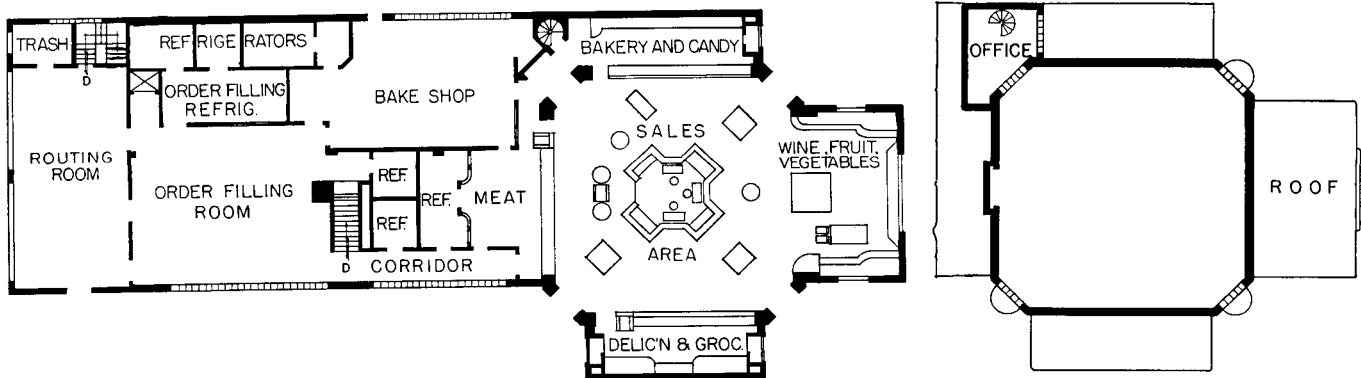 TRASH
REF.
RIGE
RATORS
D
ORDER FILLING
REFRIG.
BAKE SHOP
BAKERY AND CANDY
OFFICE
SALES
WINE, FRUIT,
VEGETABLES
ROUTING
ROOM
ORDER FILLING
ROOM
REF.
REF.
REF.
MEAT
ROOF
AREA
D
CORRIDOR
DELIC'N & GROC.